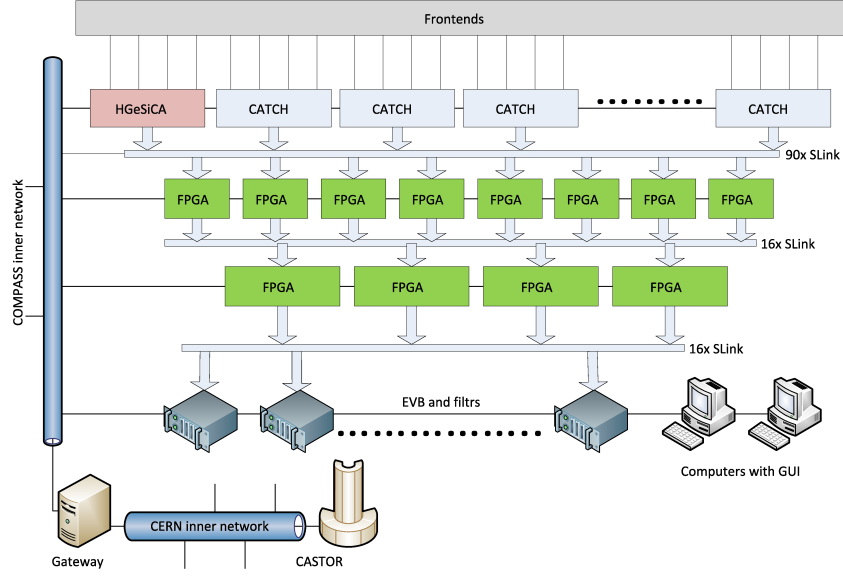 Frontends
HGeSiCA
CATCH
CATCH
CATCH
CATCH
90x SLink
FPGA
FPGA
FPGA
FPGA
FPGA
FPGA
FPGA
FPGA
16x SLink
FPGA
FPGA
FPGA
FPGA
16x SLink
COMPASS inner network
EVB and filtrs
Computers with GUI
CERN inner network
Gateway
CASTOR